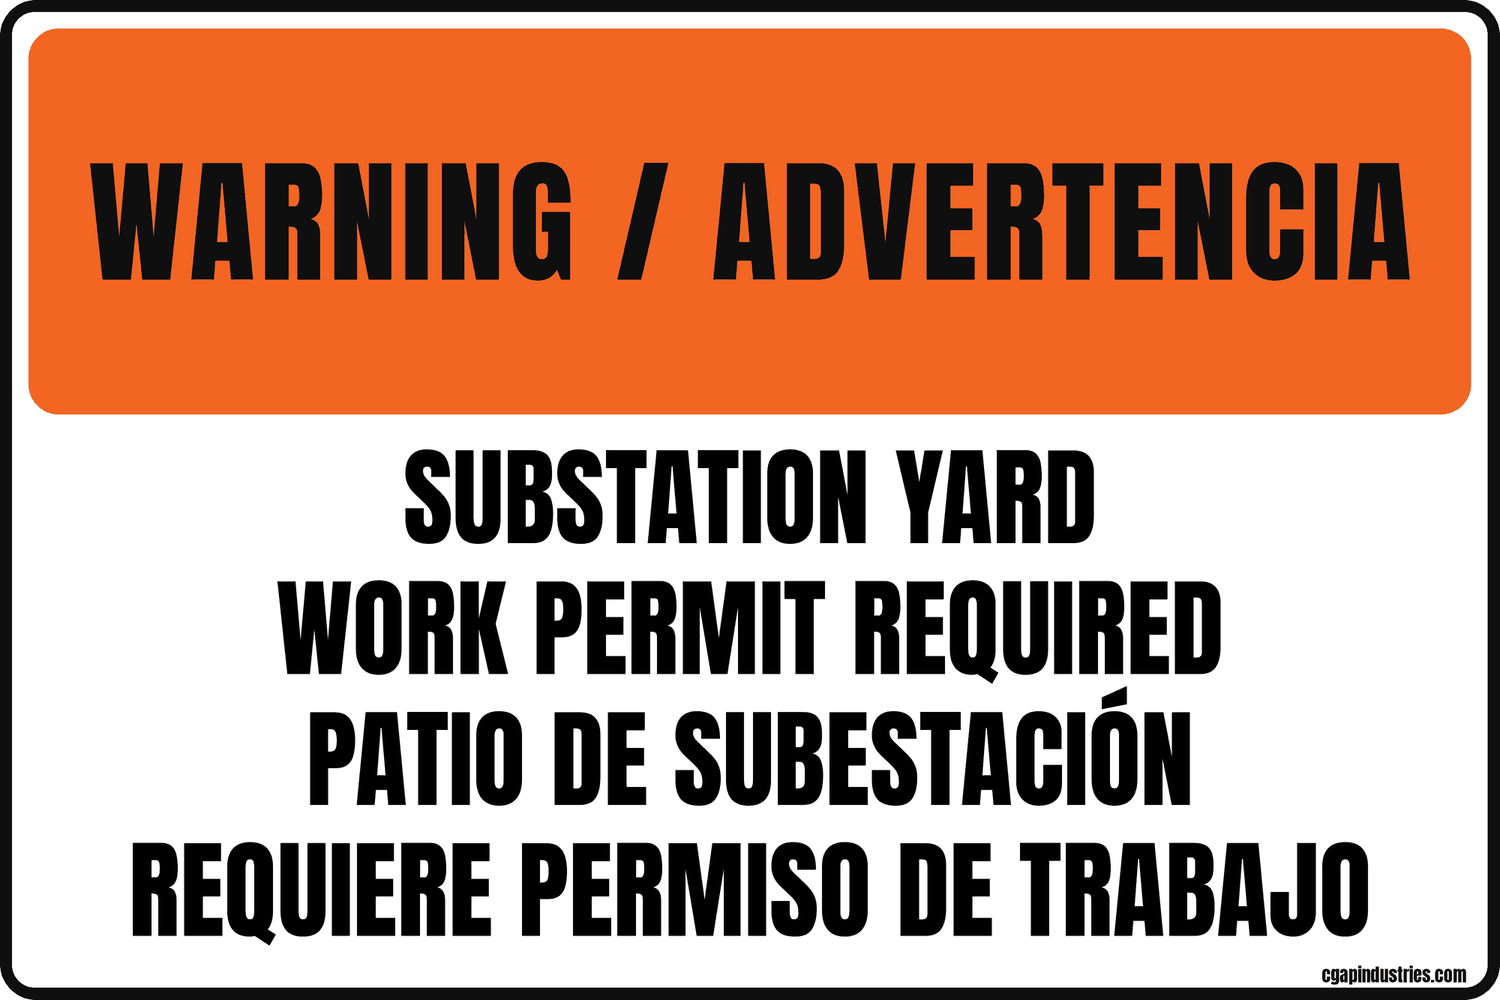 WARNING / ADVERTENCIA
SUBSTATION YARD
WORK PERMIT REQUIRED
PATIO DE SUBESTACIÓN
REQUIERE PERMISO DE TRABAJO
cgapindustries.com